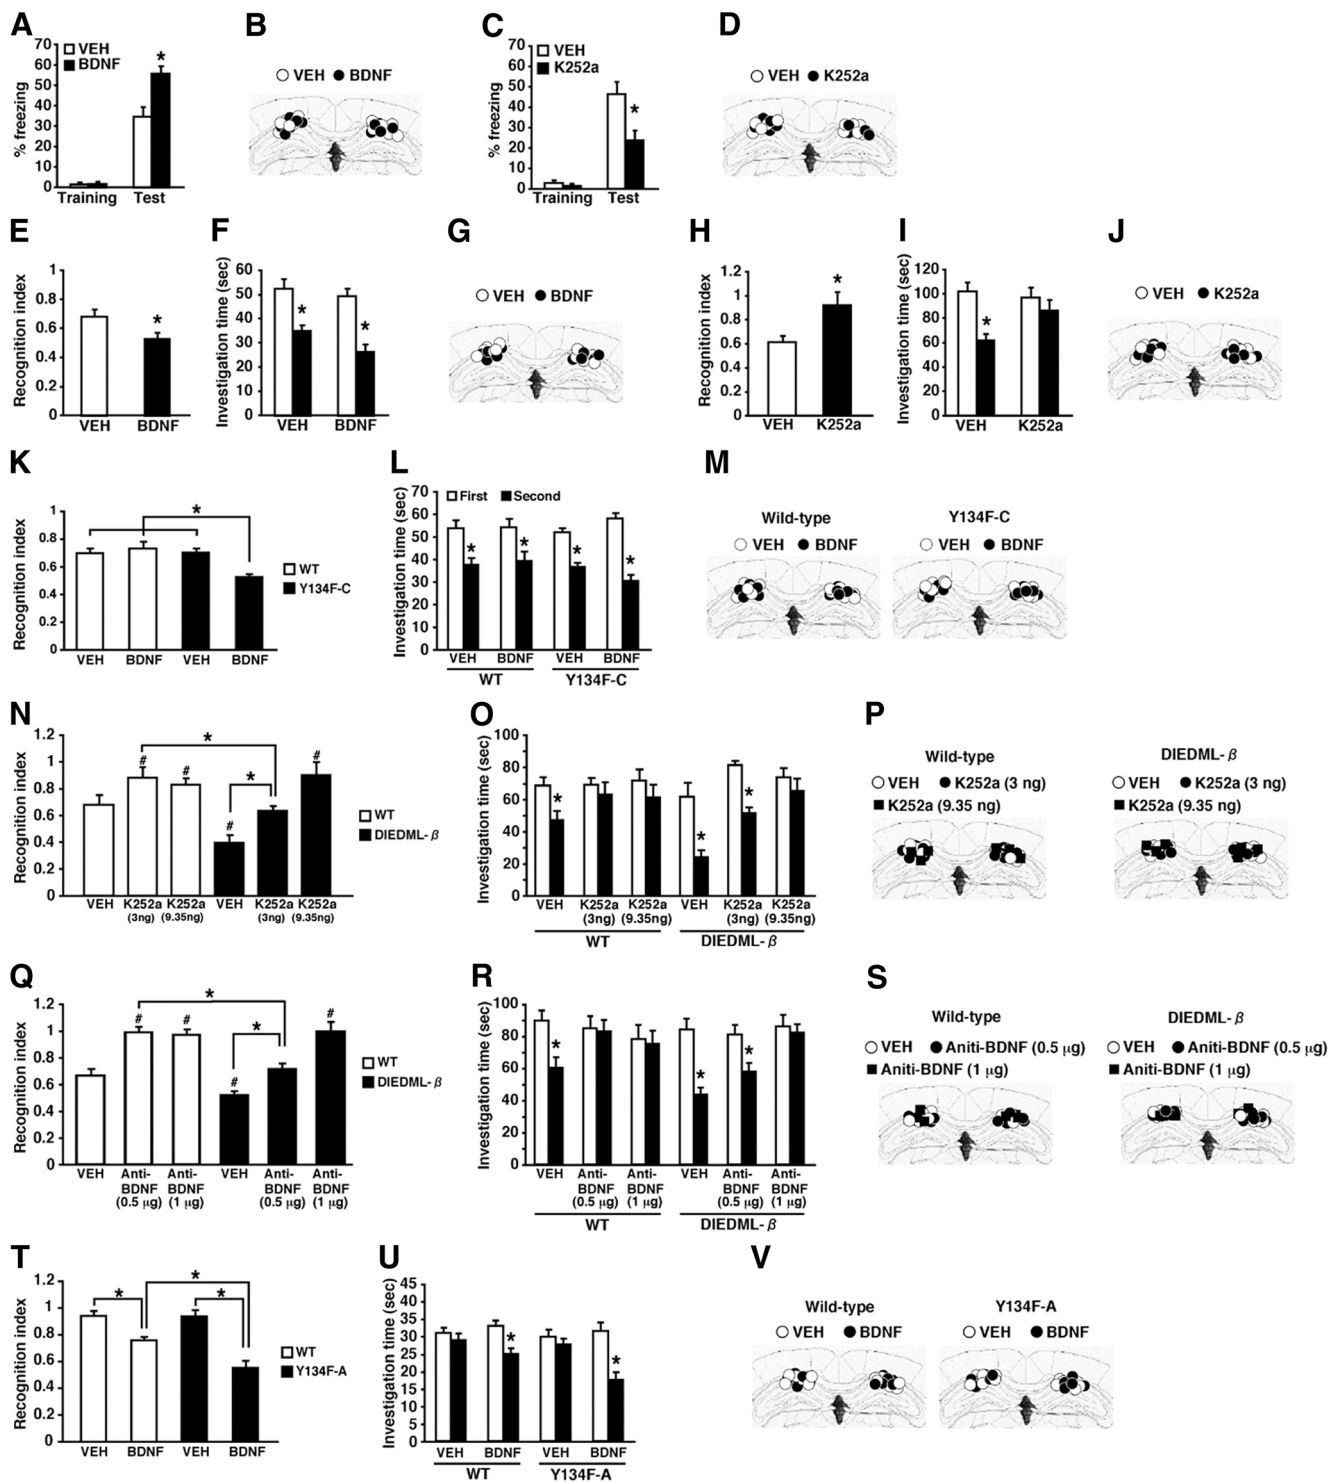 A
% freezing
70
60
50
40
30
20
10
0
VEH
BDNF
*
Training Test
B
VEH BDNF
C
% freezing
70
60
50
40
30
20
10
0
VEH
K252a
*
Training Test
D
VEH K252a
E
Recognition index
1
0.8
0.6
0.4
0.2
0
*
VEH BDNF
F
Investigation time (sec)
60
50
40
30
20
10
0
* *
VEH BDNF
G
VEH BDNF
H
Recognition index
1.2
1
0.8
0.6
0.4
0.2
0
*
VEH K252a
I
Investigation time (sec)
120
100
80
60
40
20
0
*
VEH K252a
J
VEH K252a
K
Recognition index
1
0.8
0.6
0.4
0.2
0
*
WT
Y134F-C
VEH BDNF VEH BDNF
L
Investigation time (sec)
70
60
50
40
30
20
10
0
First Second
* * * *
VEH BDNF VEH BDNF
WT Y134F-C
M
Wild-type Y134F-C
VEH BDNF VEH BDNF
N
Recognition index
1.2
1
0.8
0.6
0.4
0.2
0
*
# # # * #
WT
DIEDML-β
VEH K252a K252a VEH K252a K252a
(3ng) (9.35ng) (3ng) (9.35ng)
O
Investigation time (sec)
100
80
60
40
20
0
* * *
VEH K252a K252a VEH K252a K252a
(3ng) (9.35ng) (3ng) (9.35ng)
WT DIEDML-β
P
Wild-type DIEDML-β
VEH K252a (3 ng) VEH K252a (3 ng)
K252a (9.35 ng) K252a (9.35 ng)
Q
Recognition index
1.2
1
0.8
0.6
0.4
0.2
0
*
# # # * #
WT
DIEDML-β
VEH Anti- Anti- VEH Anti- Anti-
BDNF BDNF BDNF BDNF
(0.5 μg) (1 μg) (0.5 μg) (1 μg)
R
Investigation time (sec)
100
80
60
40
20
0
* * *
VEH Anti- Anti- VEH Anti- Anti-
BDNF BDNF BDNF BDNF
(0.5 μg) (1 μg) (0.5 μg) (1 μg)
WT DIEDML-β
S
Wild-type DIEDML-β
VEH Aniti-BDNF (0.5 μg) VEH Aniti-BDNF (0.5 μg)
Aniti-BDNF (1 μg) Aniti-BDNF (1 μg)
T
Recognition index
1.2
1
0.8
0.6
0.4
0.2
0
* * *
WT
Y134F-A
VEH BDNF VEH BDNF
U
Investigation time (sec)
45
40
35
30
25
20
15
10
5
0
* *
VEH BDNF VEH BDNF
WT Y134F-A
V
Wild-type Y134F-A
VEH BDNF VEH BDNF